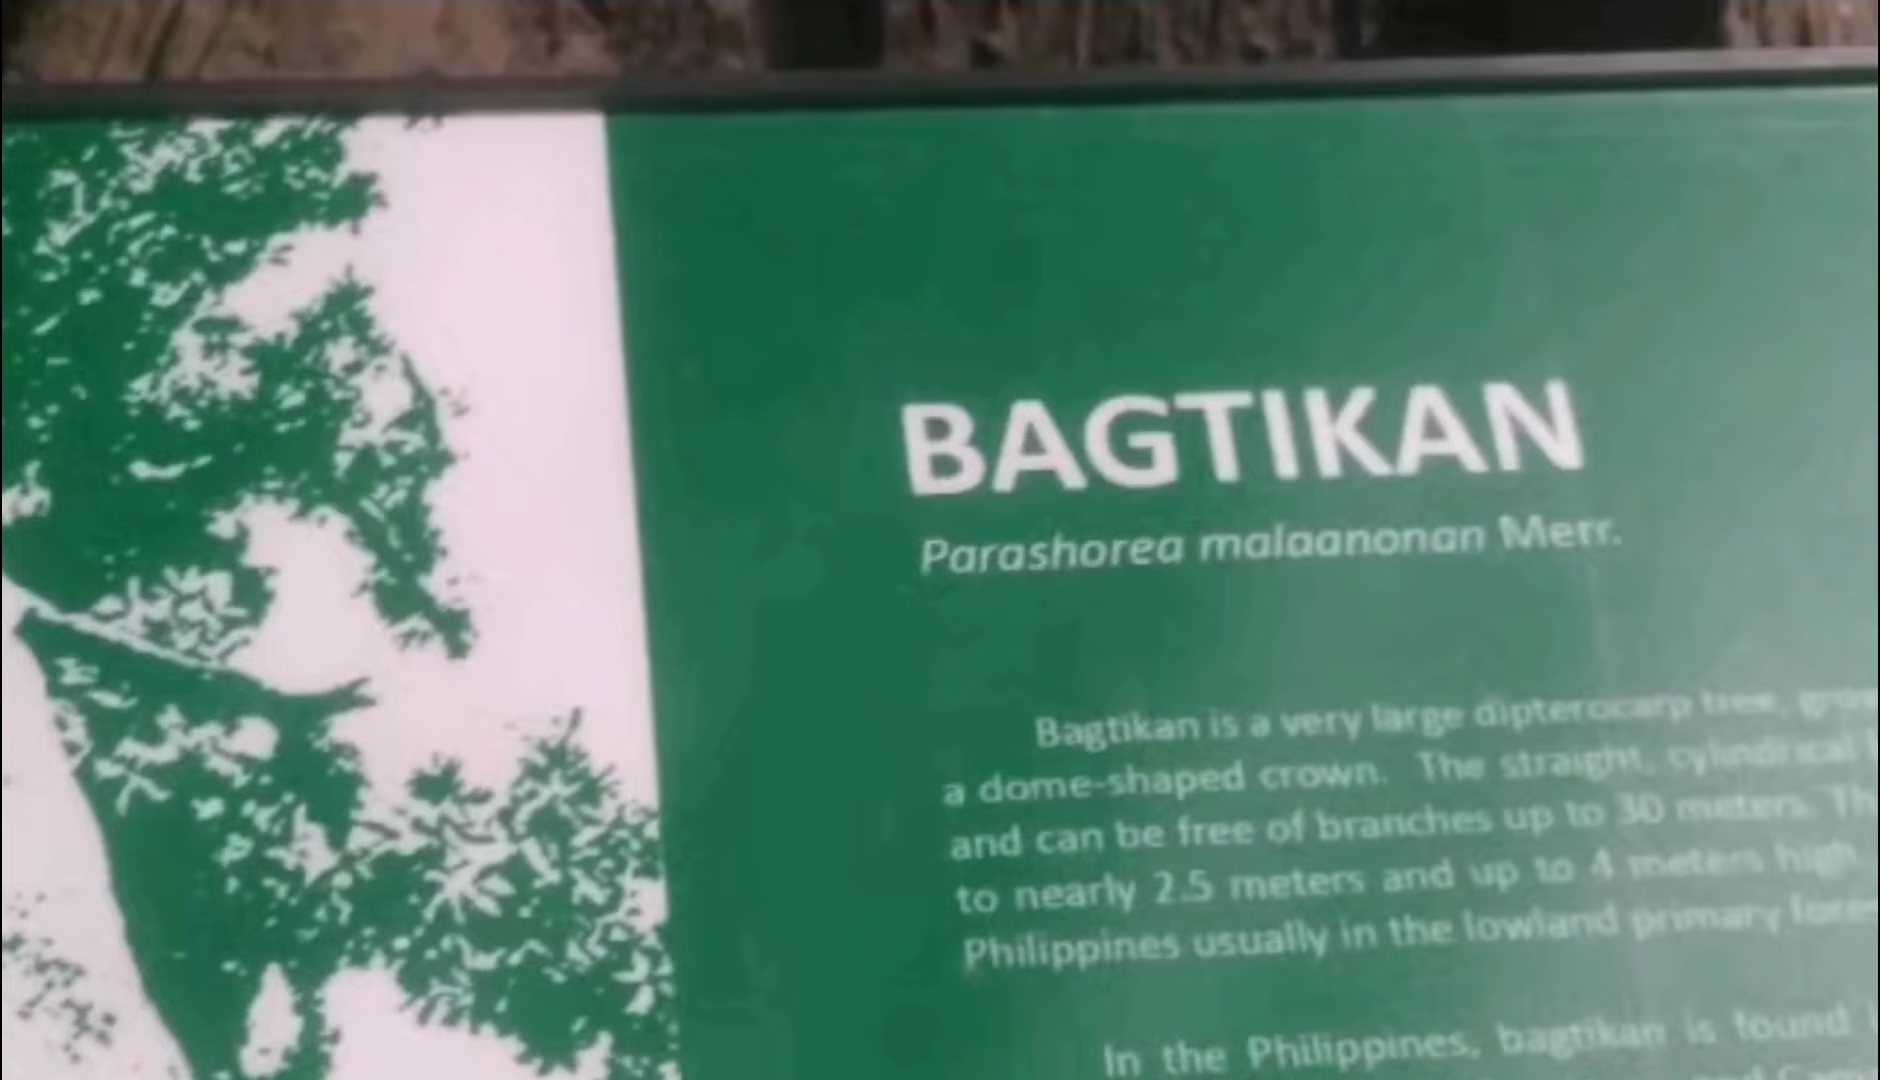 BAGTIKAN
Parashorea malaanonan Merr.
Bagtikan is a very large dipterocarp tree,
a dome-shaped crown. The straight, cylindrical
and can be free of branches up to 30 meters.
to nearly 2.5 meters and up to 4 meters high
Philippines usually in the lowland primary
In the Philippines, bagtikan is found
and